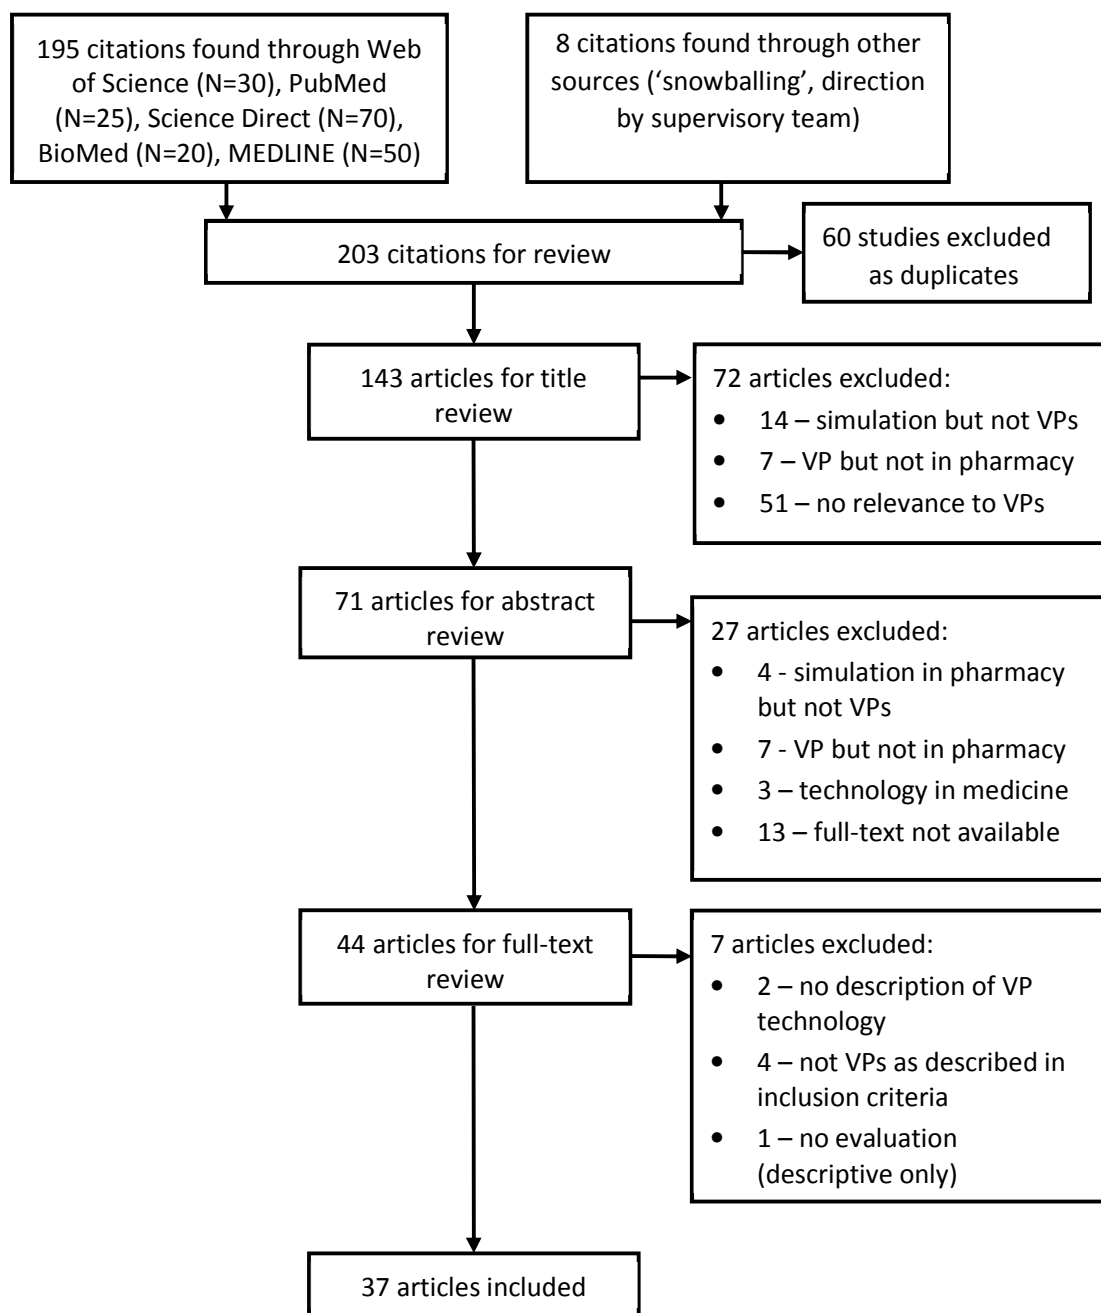 195 citations found through Web
of Science (N=30), PubMed
(N=25), Science Direct (N=70),
BioMed (N=20), MEDLINE (N=50)
8 citations found through other
sources (‘snowballing’, direction
by supervisory team)
203 citations for review
60 studies excluded
as duplicates
143 articles for title
review
72 articles excluded:
• 14 – simulation but not VPs
• 7 – VP but not in pharmacy
• 51 – no relevance to VPs
71 articles for abstract
review
27 articles excluded:
• 4 - simulation in pharmacy
but not VPs
• 7 - VP but not in pharmacy
• 3 – technology in medicine
• 13 – full-text not available
44 articles for full-text
review
7 articles excluded:
• 2 – no description of VP
technology
• 4 – not VPs as described in
inclusion criteria
• 1 – no evaluation
(descriptive only)
37 articles included